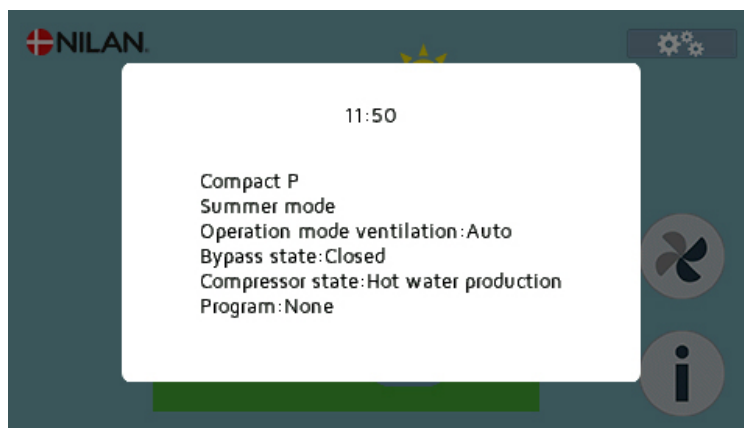 NILAN.
11:50
Compact P
Summer mode
Operation mode ventilation:Auto
Bypass state:Closed
Compressor state:Hot water production
Program:None